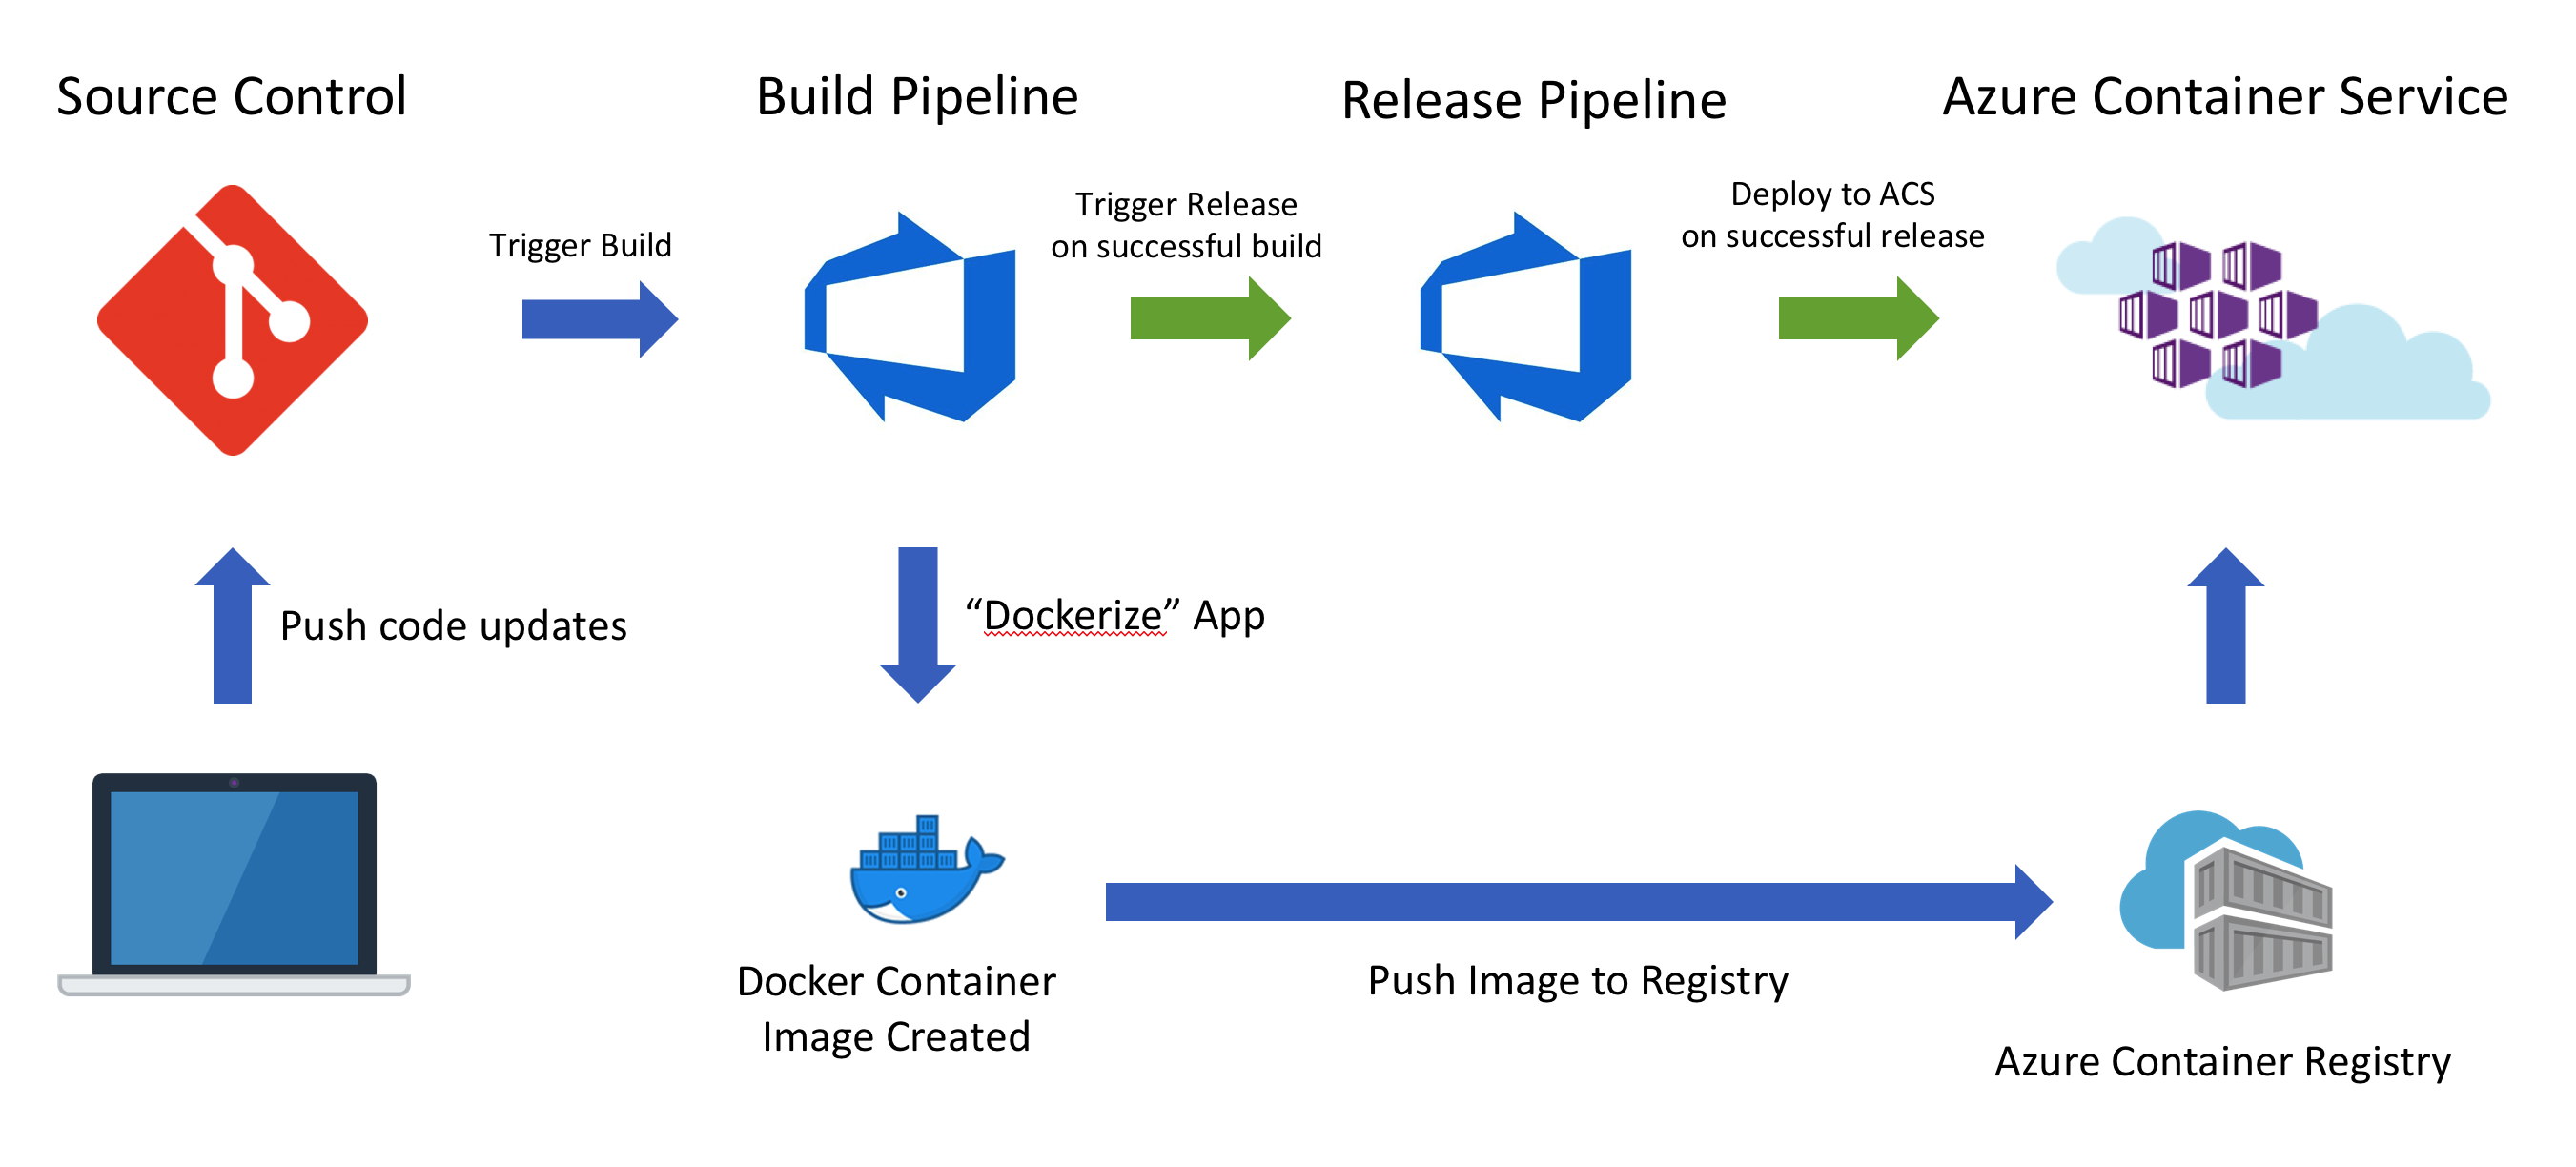 Source Control
Build Pipeline
Release Pipeline
Azure Container Service
Trigger Build
Trigger Release
on successful build
Deploy to ACS
on successful release
Push code updates
“Dockerize” App
Docker Container
Image Created
Push Image to Registry
Azure Container Registry